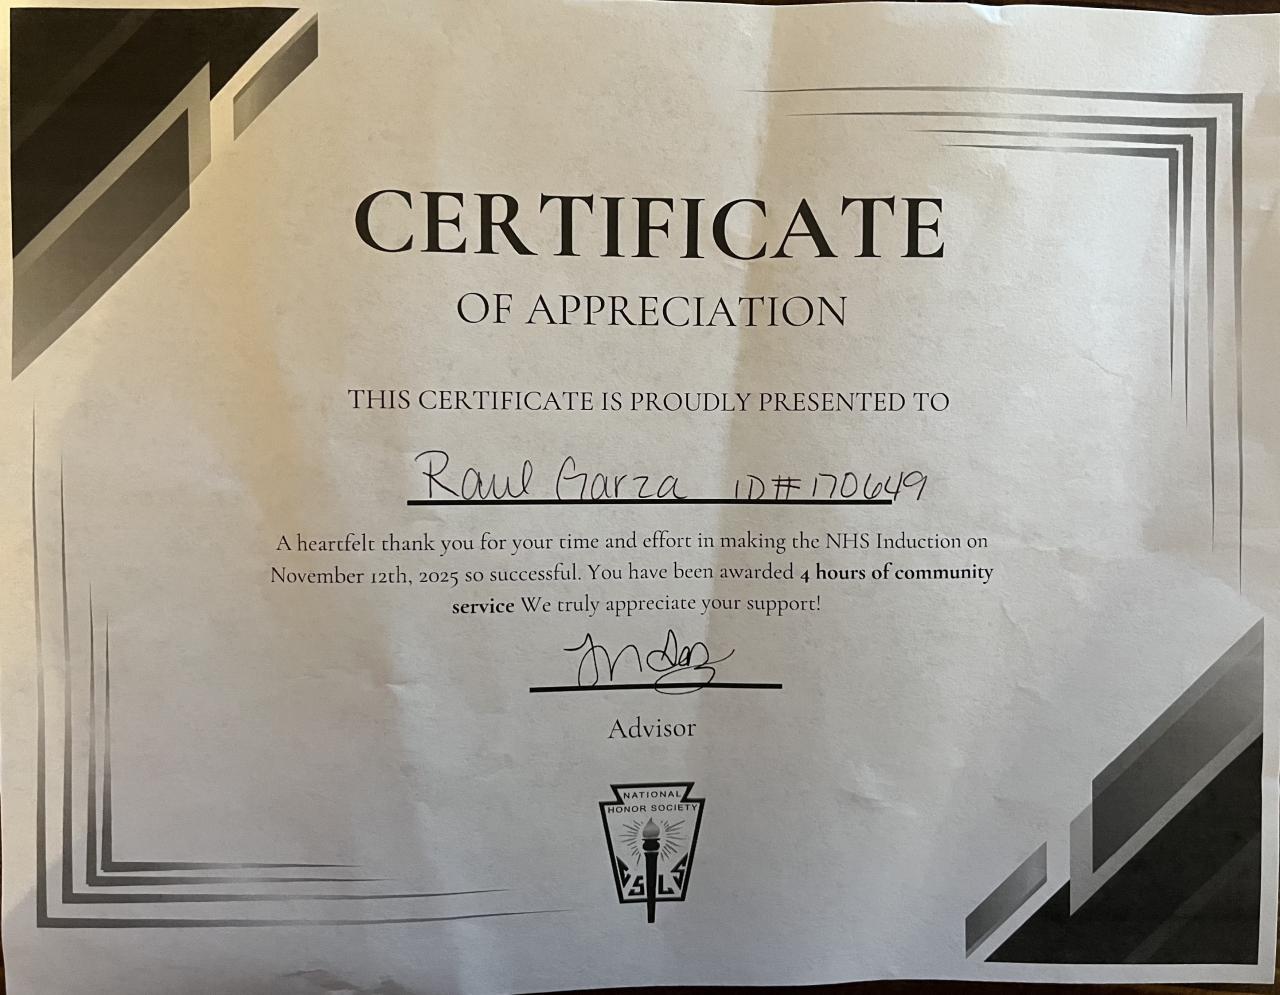 CERTIFICATE
OF APPRECIATION
THIS CERTIFICATE IS PROUDLY PRESENTED TO
Raul Garza ID# 170649
A heartfelt thank you for your time and effort in making the NHS Induction on
November 12th, 2025 so successful. You have been awarded 4 hours of community
service We truly appreciate your support!
Advisor
NATIONAL
HONOR SOCIETY
C S L S